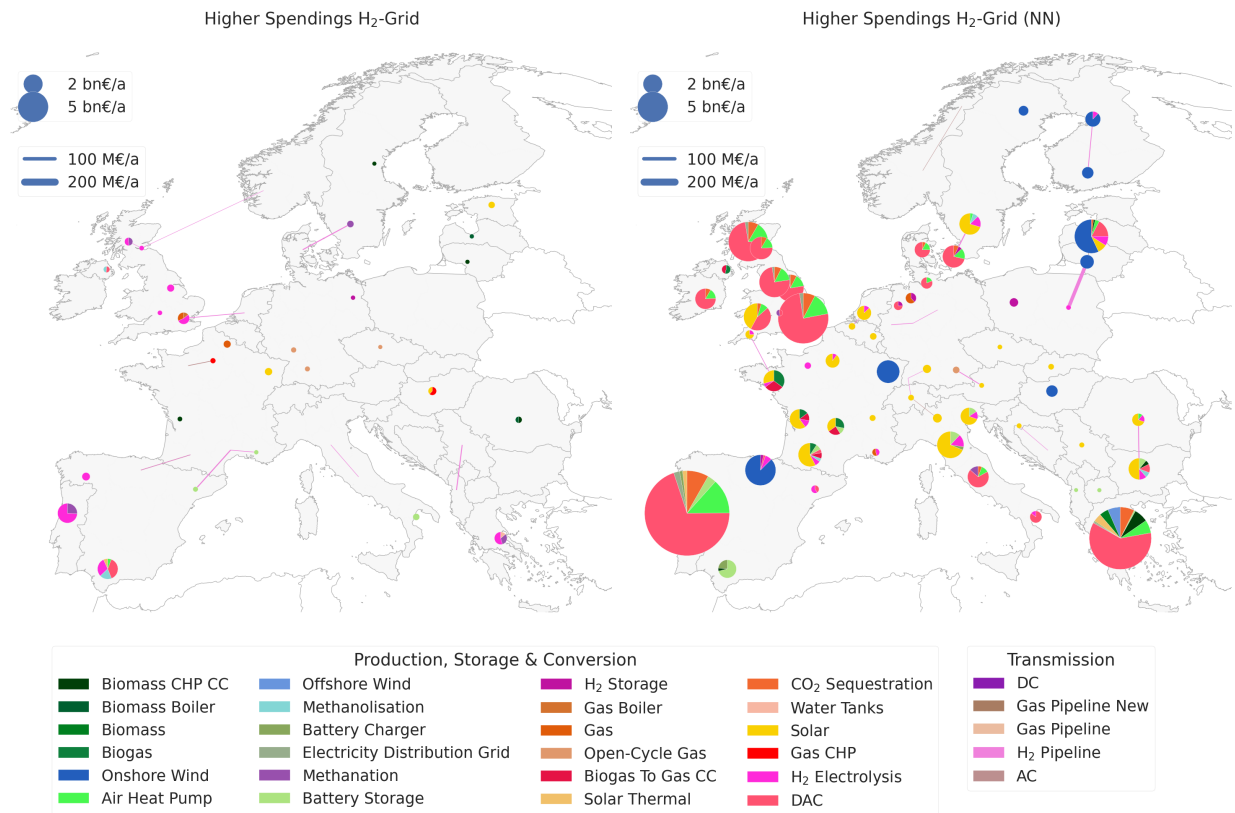 Higher Spendings H₂-Grid
Higher Spendings H₂-Grid (NN)
2 bn€/a
5 bn€/a
100 M€/a
200 M€/a
2 bn€/a
5 bn€/a
100 M€/a
200 M€/a
Production, Storage & Conversion
Biomass CHP CC
Biomass Boiler
Biomass
Biogas
Onshore Wind
Air Heat Pump
Offshore Wind
Methanolisation
Battery Charger
Electricity Distribution Grid
Methanation
Battery Storage
H₂ Storage
Gas Boiler
Gas
Open-Cycle Gas
Biogas To Gas CC
Solar Thermal
CO₂ Sequestration
Water Tanks
Solar
Gas CHP
H₂ Electrolysis
DAC
Transmission
DC
Gas Pipeline New
Gas Pipeline
H₂ Pipeline
AC